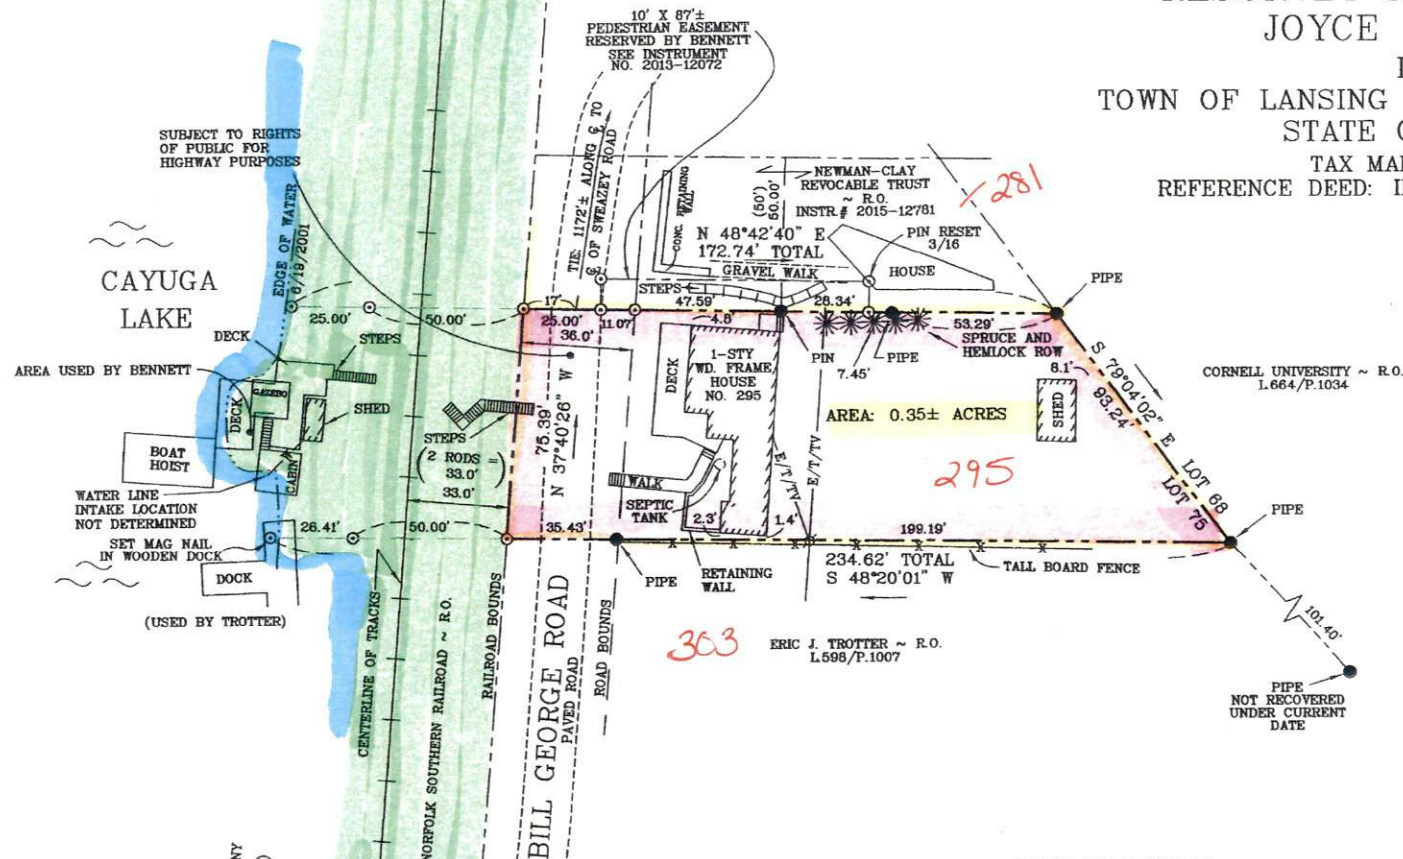 JOYCE
TOWN OF LANSING
STATE
TAX MAP
REFERENCE DEED:
10' X 87'±
PEDESTRIAN EASEMENT
RESERVED BY BENNETT
SEE INSTRUMENT
NO. 2013-12072
SUBJECT TO RIGHTS
OF PUBLIC FOR
HIGHWAY PURPOSES
EDGE OF WATER
6/19/2001
TIE: 1172'± ALONG ℄ TO
℄ OF SWEAZEY ROAD
CONC. RETAINING
WALL
(50')
50.00'
NEWMAN-CLAY
REVOCABLE TRUST
~ R.O.
INSTR.# 2015-12781
281
N 48°42'40" E
172.74' TOTAL
PIN RESET
3/16
GRAVEL WALK
HOUSE
PIPE
CAYUGA
LAKE
STEPS
17'
47.59'
28.34'
25.00'
50.00'
25.00'
11.07'
4.8'
53.29'
36.0'
SPRUCE AND
HEMLOCK ROW
DECK
STEPS
1-STY
WD. FRAME
HOUSE
NO. 295
DECK
PIN
PIPE
7.45'
8.1'
S 79°04'02" E
93.24'
CORNELL UNIVERSITY ~ R.O.
L.664/P.1034
AREA USED BY BENNETT
GAZEBO
DECK
SHED
75.39'
N 37°40'26" W
AREA: 0.35± ACRES
SHED
STEPS
(2 RODS =
33.0')
33.0'
BOAT
HOIST
CABIN
WALK
E/T/TV
E/T/TV
295
LOT 68
LOT 75
SEPTIC
TANK
WATER LINE
INTAKE LOCATION
NOT DETERMINED
26.41'
50.00'
35.43'
2.3'
1.4'
199.19'
PIPE
SET MAG NAIL
IN WOODEN DOCK
234.62' TOTAL
S 48°20'01" W
TALL BOARD FENCE
DOCK
PIPE
RETAINING
WALL
(USED BY TROTTER)
CENTERLINE OF TRACKS
NORFOLK SOUTHERN RAILROAD ~ R.O.
RAILROAD BOUNDS
BILL GEORGE ROAD
PAVED ROAD
ROAD BOUNDS
303
ERIC J. TROTTER ~ R.O.
L.598/P.1007
101.40'
PIPE
NOT RECOVERED
UNDER CURRENT
DATE
NY